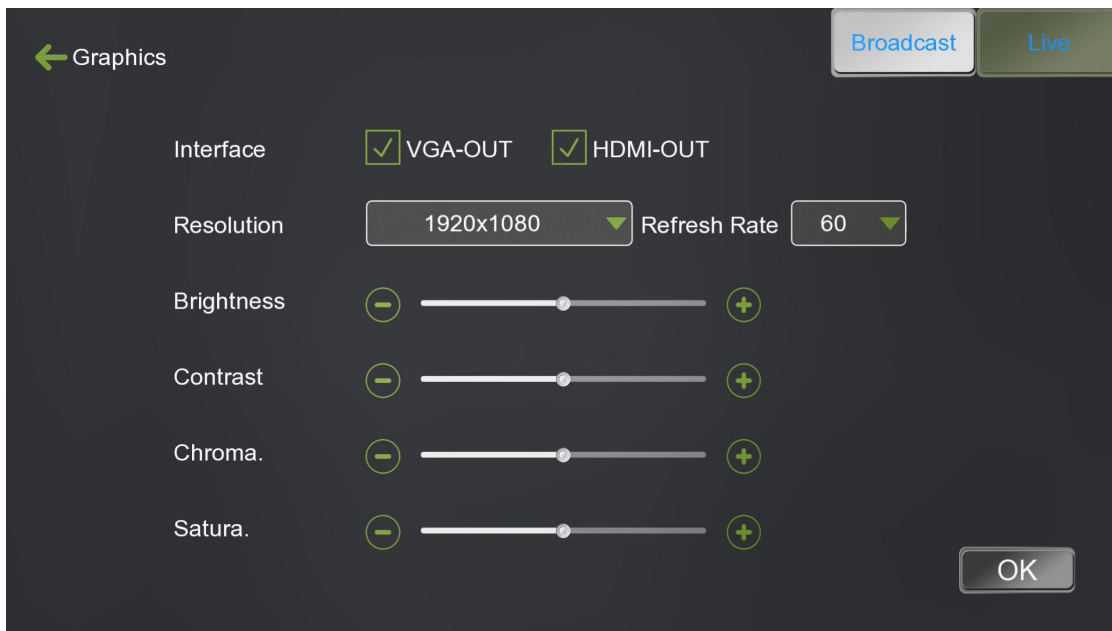 Graphics
Broadcast
Live
Interface VGA-OUT HDMI-OUT
Resolution 1920x1080 Refresh Rate 60
Brightness
Contrast
Chroma.
Satura.
OK